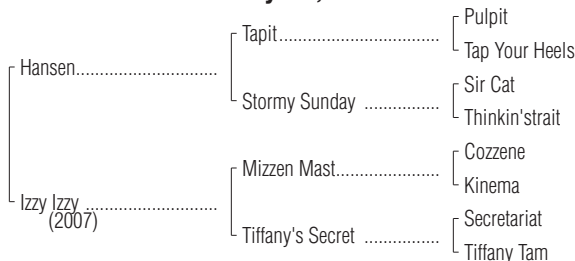 Pulpit
Tapit
Tap Your Heels
Hansen
Sir Cat
Stormy Sunday
Thinkin'strait
Cozzene
Mizzen Mast
Kinema
Izzy Izzy
(2007)
Secretariat
Tiffany's Secret
Tiffany Tam